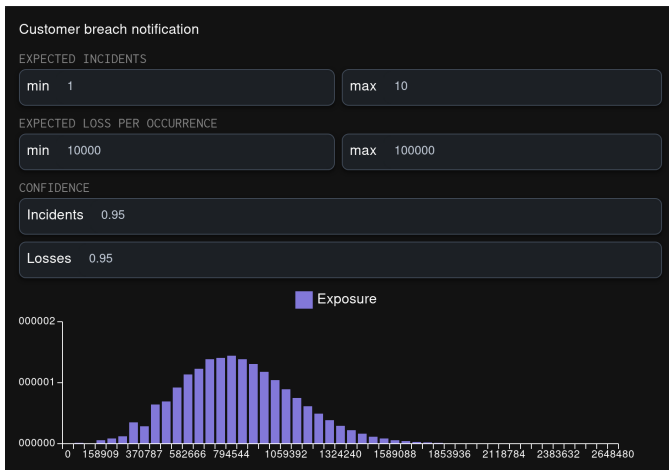 Customer breach notification
EXPECTED INCIDENTS
min 1 max 10
EXPECTED LOSS PER OCCURRENCE
min 10000 max 100000
CONFIDENCE
Incidents 0.95
Losses 0.95
Exposure
000002
000001
000000
0 158909 370787 582666 794544 1059392 1324240 1589088 1853936 2118784 2383632 2648480